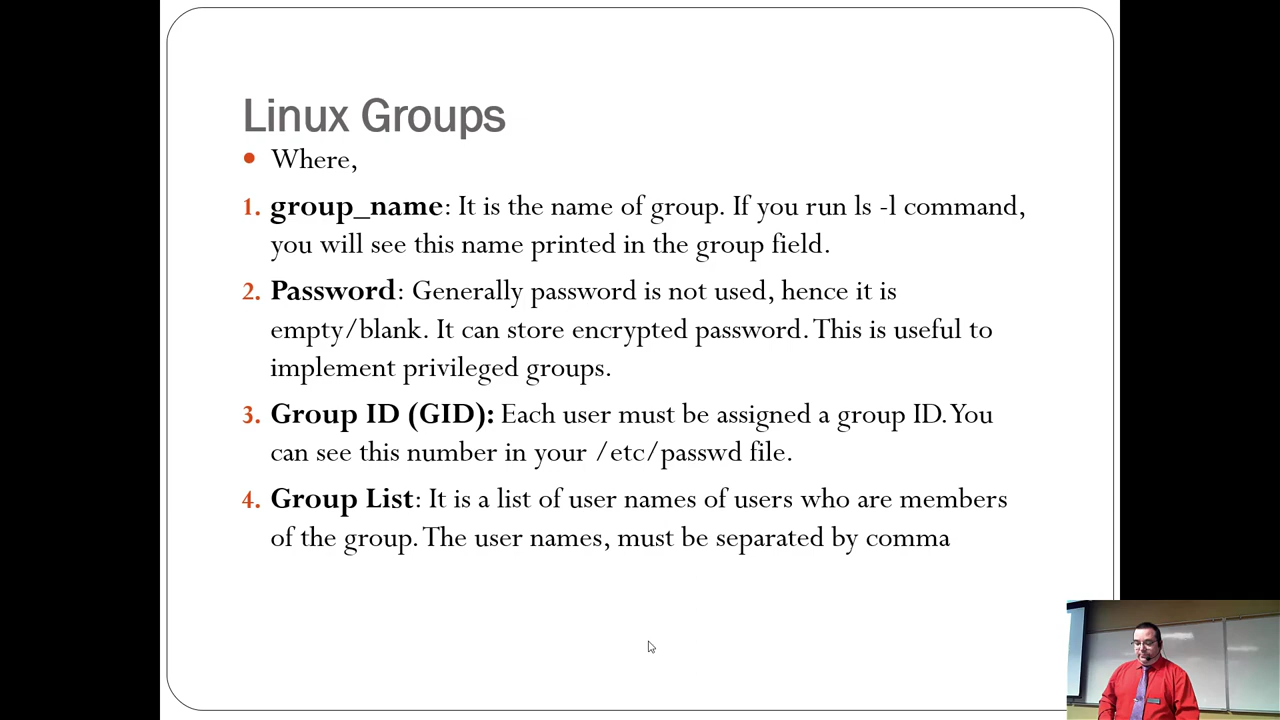 Linux Groups
• Where,
1. group_name: It is the name of group. If you run ls -l command,
you will see this name printed in the group field.
2. Password: Generally password is not used, hence it is
empty/blank. It can store encrypted password. This is useful to
implement privileged groups.
3. Group ID (GID): Each user must be assigned a group ID. You
can see this number in your /etc/passwd file.
4. Group List: It is a list of user names of users who are members
of the group. The user names, must be separated by comma